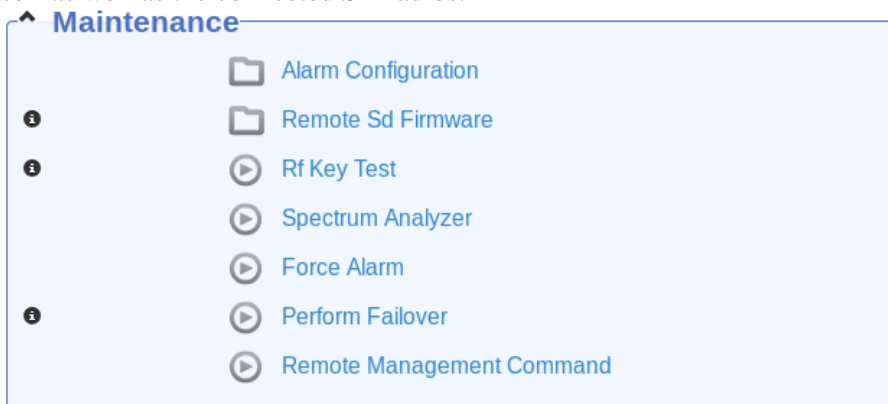 Maintenance
Alarm Configuration
Remote Sd Firmware
Rf Key Test
Spectrum Analyzer
Force Alarm
Perform Failover
Remote Management Command